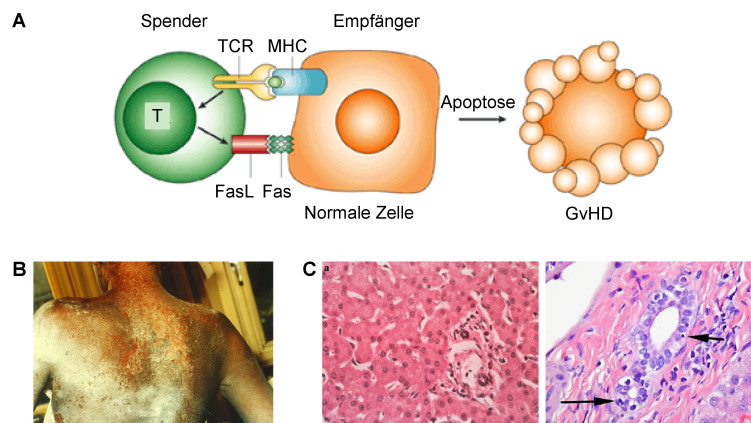 A
Spender
Empfänger
TCR MHC
T
Apoptose
FasL Fas
Normale Zelle
GvHD
B
C
a